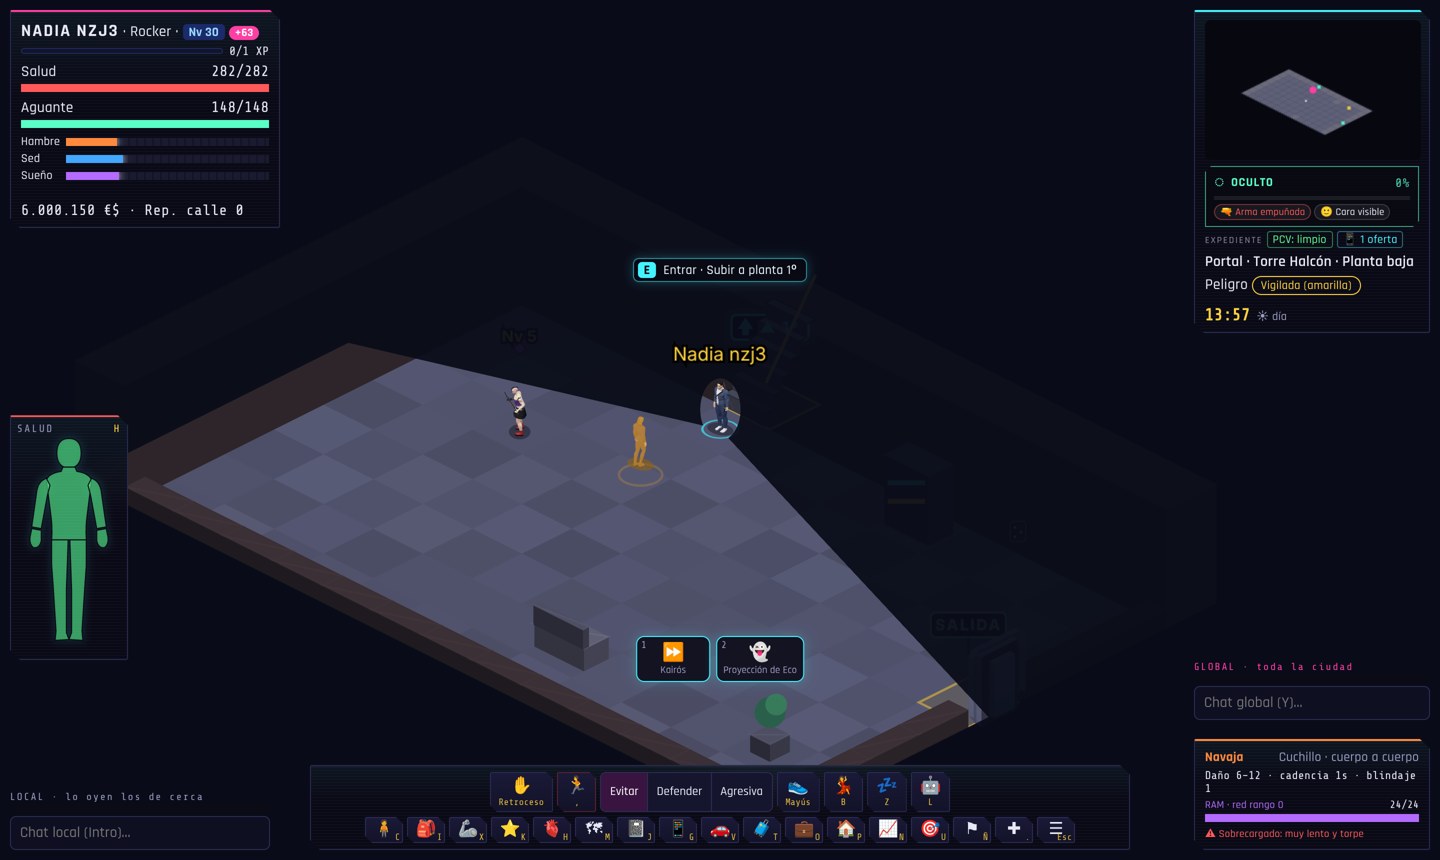 NADIA NZJ3 · Rocker · Nv 30 +63
0/1 XP
Salud 282/282
Aguante 148/148
Hambre
Sed
Sueño
6.000.150 €$ · Rep. calle 0
OCULTO 0%
Arma empuñada Cara visible
EXPEDIENTE PCV: limpio 1 oferta
Portal · Torre Halcón · Planta baja
Peligro Vigilada (amarilla)
13:57 día
E Entrar · Subir a planta 1º
Nv 5
Nadia nzj3
SALUD H
SALIDA
1 Kairós
2 Proyección de Eco
GLOBAL · toda la ciudad
Chat global (Y)...
Navaja Cuchillo · cuerpo a cuerpo
Daño 6-12 · cadencia 1s · blindaje
1
RAM · red rango 0 24/24
Sobrecargado: muy lento y torpe
LOCAL · lo oyen los de cerca
Chat local (Intro)...
Retroceso , Evitar Defender Agresiva Mayús B Z L
C I X K H M J G V T O P N U Ñ . Esc